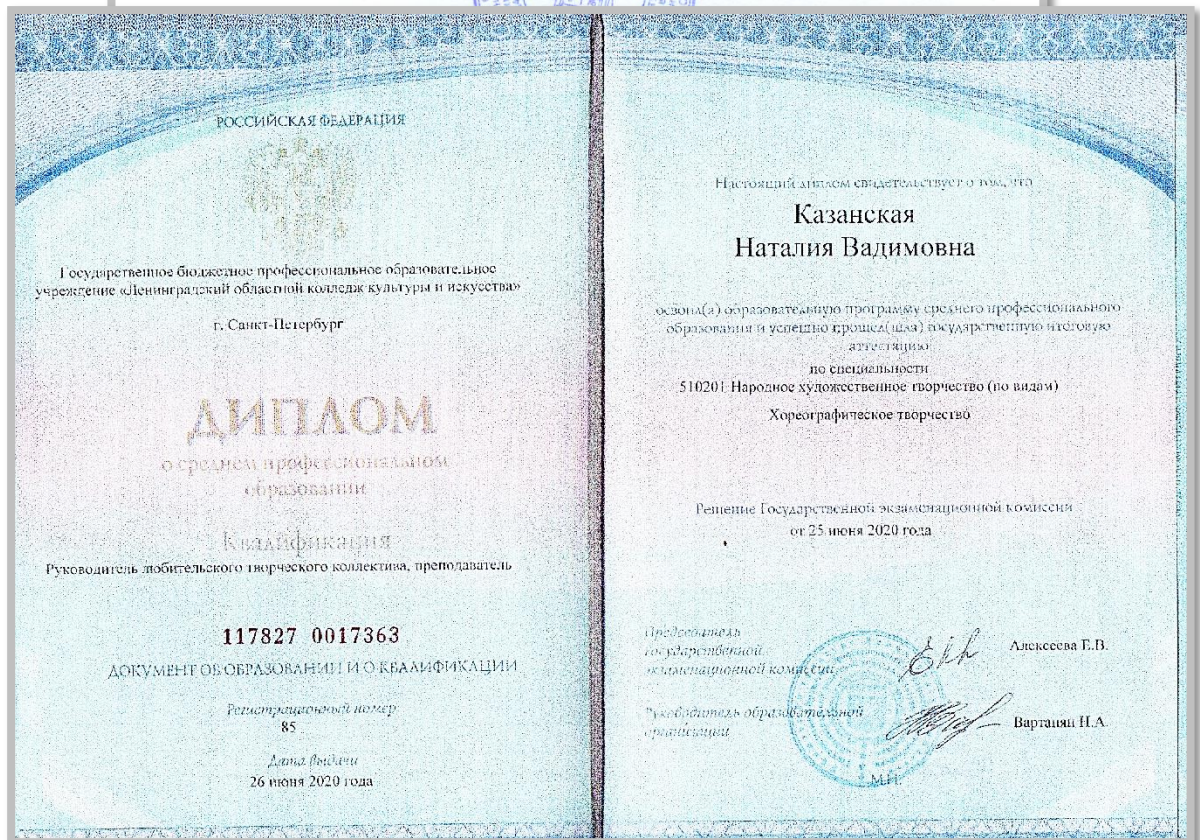 РОССИЙСКАЯ ФЕДЕРАЦИЯ
Государственное бюджетное профессиональное образовательное
учреждение «Ленинградский областной колледж культуры и искусства»
г. Санкт-Петербург
ДИПЛОМ
о среднем профессиональном
образовании
Квалификация
Руководитель любительского творческого коллектива, преподаватель
117827 0017363
ДОКУМЕНТ ОБ ОБРАЗОВАНИИ И О КВАЛИФИКАЦИИ
Регистрационный номер
85
Дата выдачи
26 июня 2020 года
Настоящий диплом свидетельствует о том, что
Казанская
Наталия Вадимовна
освоил(а) образовательную программу среднего профессионального
образования и успешно прошел(шла) государственную итоговую
аттестацию
по специальности
510201 Народное художественное творчество (по видам)
Хореографическое творчество
Решение Государственной экзаменационной комиссии
от 25 июня 2020 года
Председатель
государственной
экзаменационной комиссии
Алексеева Е.В.
Руководитель образовательной
организации
Вартанян Н.А.
М.П.